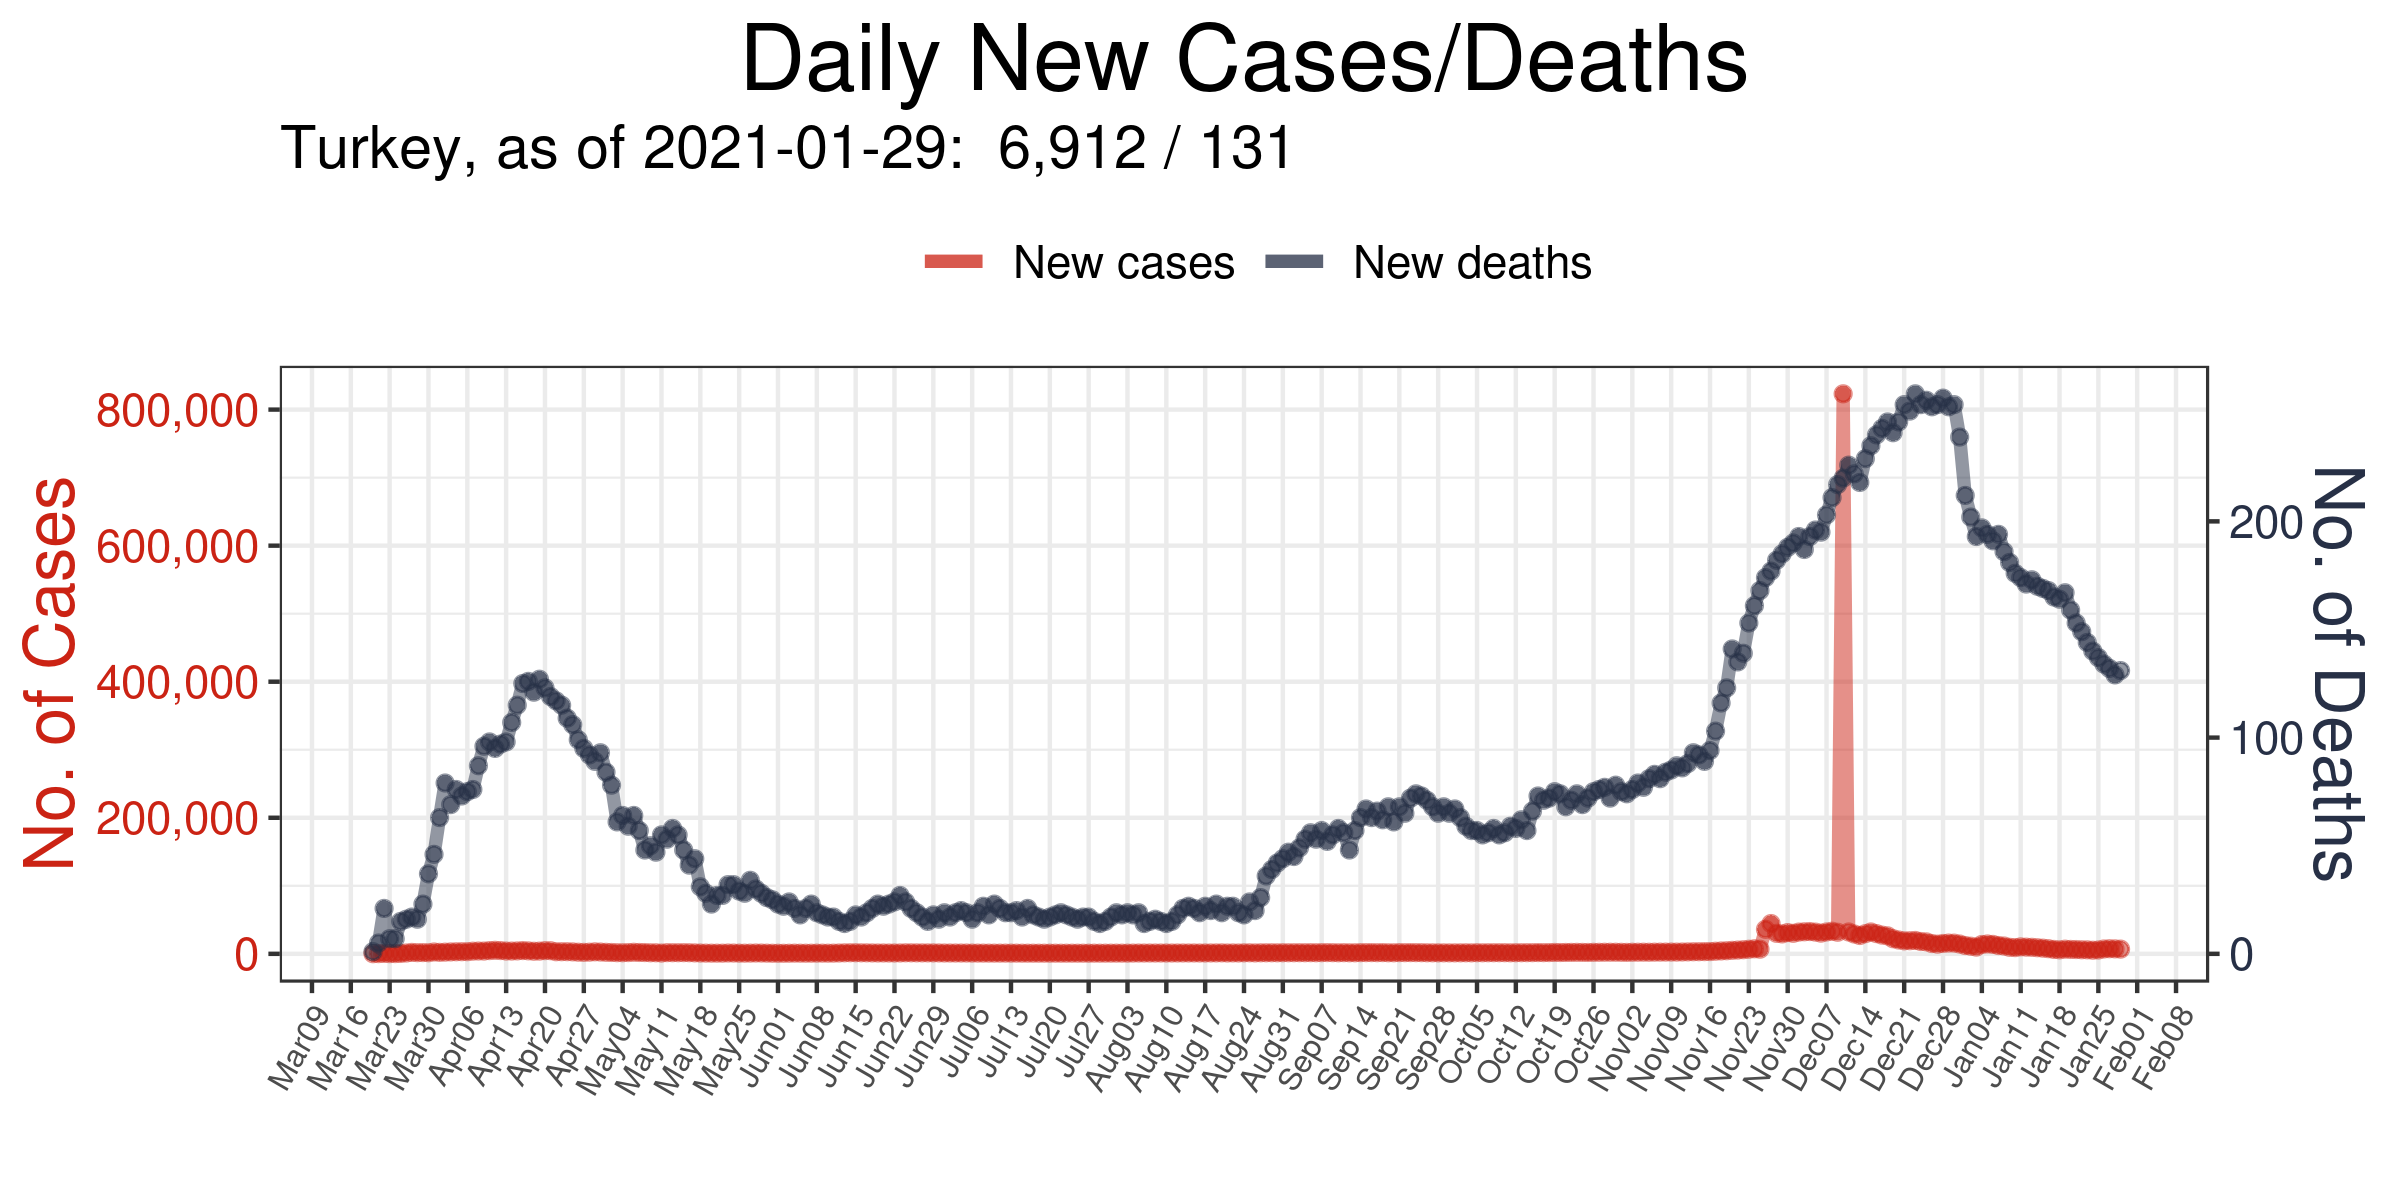 Daily New Cases/Deaths
Turkey, as of 2021-01-29: 6,912 / 131
New cases
New deaths
No. of Cases
800,000
600,000
400,000
200,000
0
200
100
0
No. of Deaths
Mar09
Mar16
Mar23
Mar30
Apr06
Apr13
Apr20
Apr27
May04
May11
May18
May25
Jun01
Jun08
Jun15
Jun22
Jun29
Jul06
Jul13
Jul20
Jul27
Aug03
Aug10
Aug17
Aug24
Aug31
Sep07
Sep14
Sep21
Sep28
Oct05
Oct12
Oct19
Oct26
Nov02
Nov09
Nov16
Nov23
Nov30
Dec07
Dec14
Dec21
Dec28
Jan04
Jan11
Jan18
Jan25
Feb01
Feb08